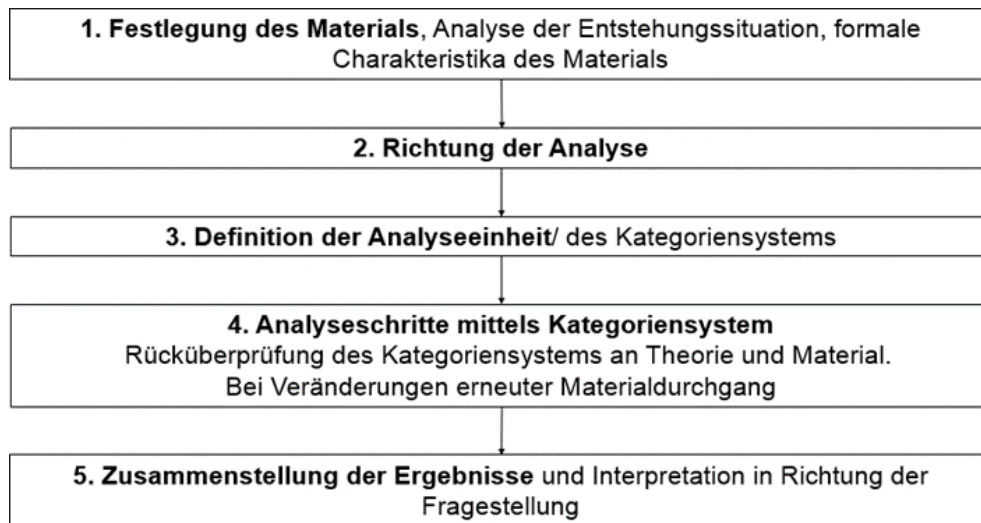 1. Festlegung des Materials, Analyse der Entstehungssituation, formale
Charakteristika des Materials
2. Richtung der Analyse
3. Definition der Analyseeinheit/ des Kategoriensystems
4. Analyseschritte mittels Kategoriensystem
Rücküberprüfung des Kategoriensystems an Theorie und Material.
Bei Veränderungen erneuter Materialdurchgang
5. Zusammenstellung der Ergebnisse und Interpretation in Richtung der
Fragestellung